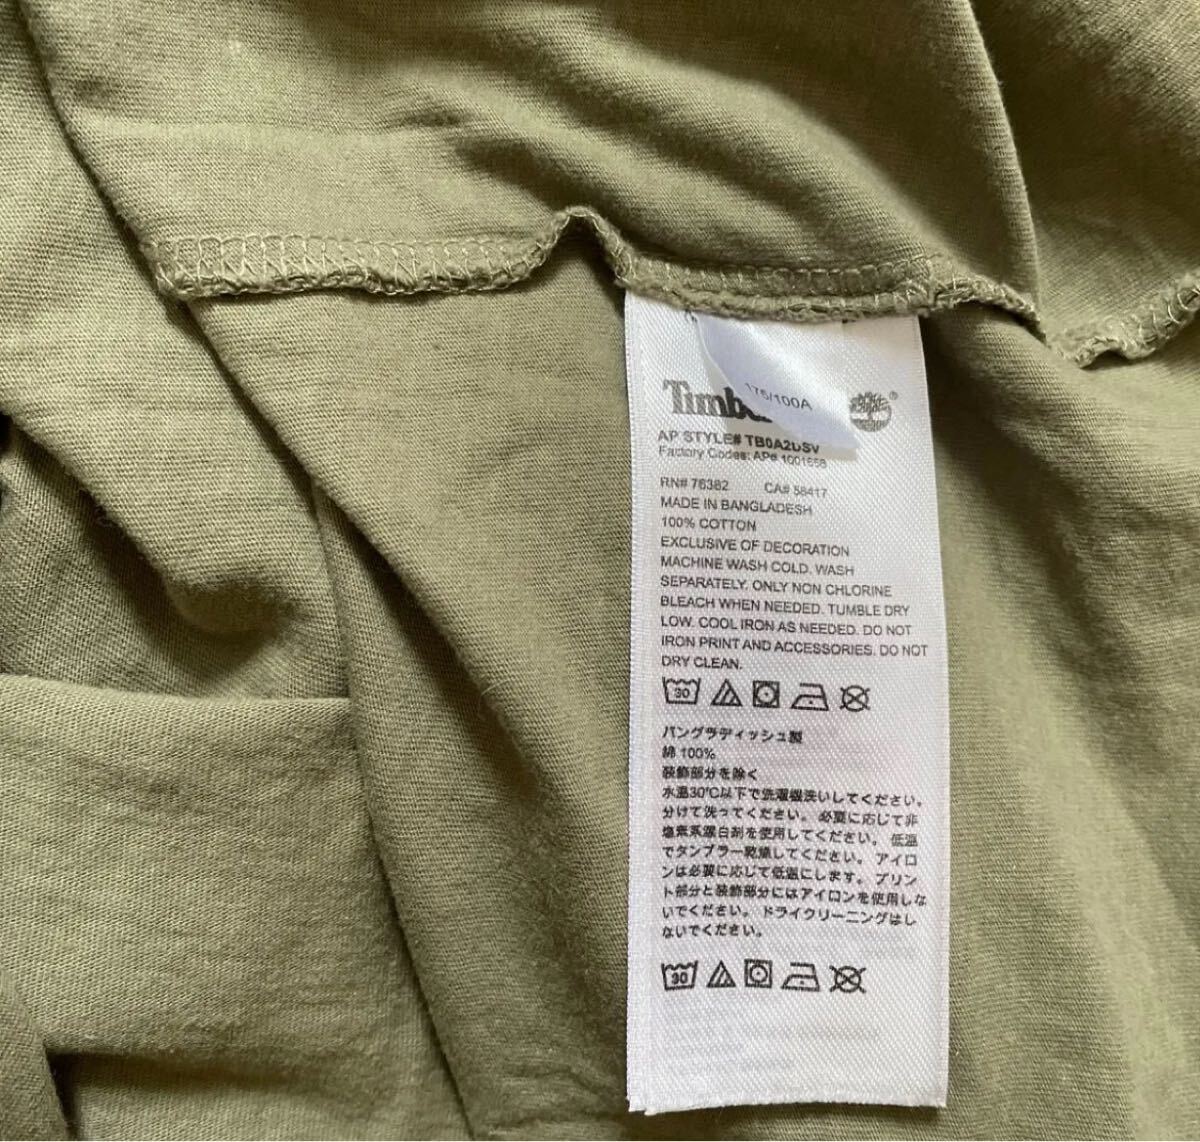 175/100A
®
AP STYLE# TB0A2DSV
Factory Codes: AP# 1001658
RN# 76382 CA# 58417
MADE IN BANGLADESH
100% COTTON
EXCLUSIVE OF DECORATION
MACHINE WASH COLD. WASH
SEPARATELY. ONLY NON CHLORINE
BLEACH WHEN NEEDED. TUMBLE DRY
LOW. COOL IRON AS NEEDED. DO NOT
IRON PRINT AND ACCESSORIES. DO NOT
DRY CLEAN.
30
バングラディッシュ製
綿 100%
装飾部分を除く
水温30℃以下で洗濯機洗いしてください。
分けて洗ってください。 必要に応じて非
塩素系漂白剤を使用してください。 低温
でタンブラー乾燥してください。 アイロ
ンは必要に応じて低温にします。 プリン
ト部分と装飾部分にはアイロンを使用しな
いでください。 ドライクリーニングはし
ないでください。
30